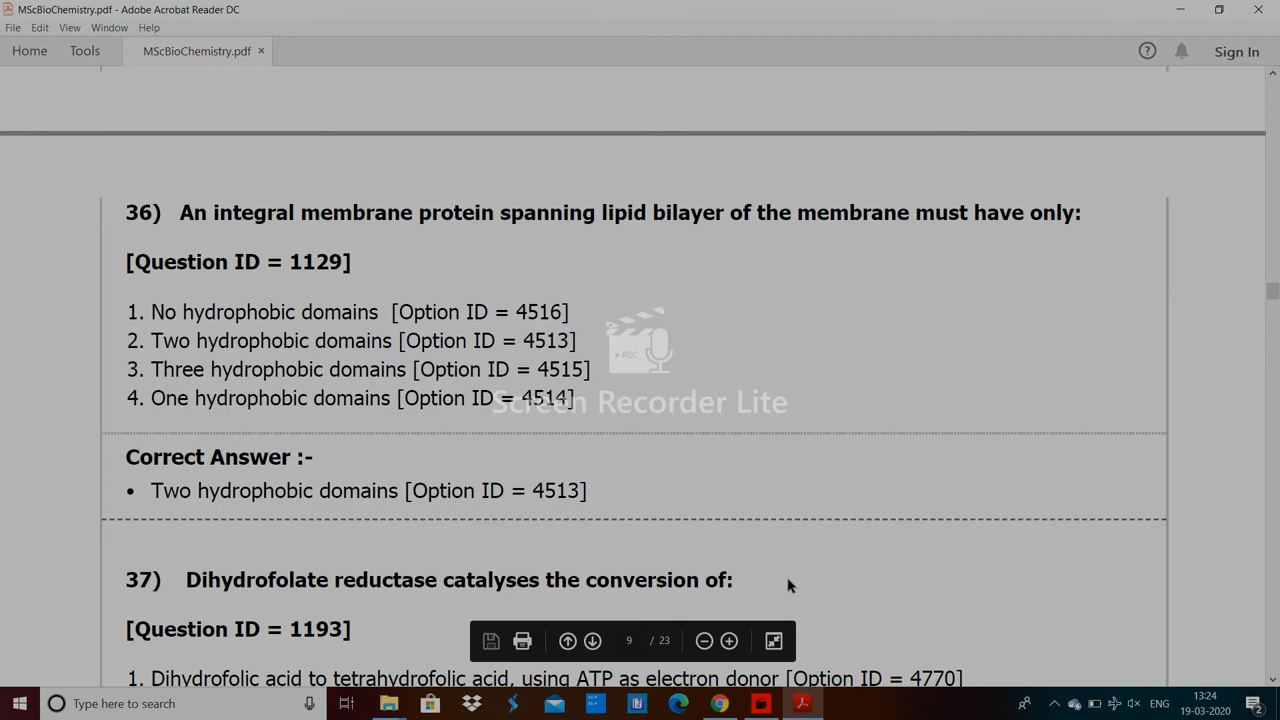 MScBioChemistry.pdf - Adobe Acrobat Reader DC
File Edit View Window Help
Home Tools MScBioChemistry.pdf × Sign In
36) An integral membrane protein spanning lipid bilayer of the membrane must have only:
[Question ID = 1129]
1. No hydrophobic domains [Option ID = 4516]
2. Two hydrophobic domains [Option ID = 4513]
3. Three hydrophobic domains [Option ID = 4515]
4. One hydrophobic domains [Option ID = 4514]
• REC
Screen Recorder Lite
Correct Answer :-
• Two hydrophobic domains [Option ID = 4513]
37) Dihydrofolate reductase catalyses the conversion of:
[Question ID = 1193]
9 / 23
1. Dihydrofolic acid to tetrahydrofolic acid, using ATP as electron donor [Option ID = 4770]
Type here to search
ENG
13:24
19-03-2020
2